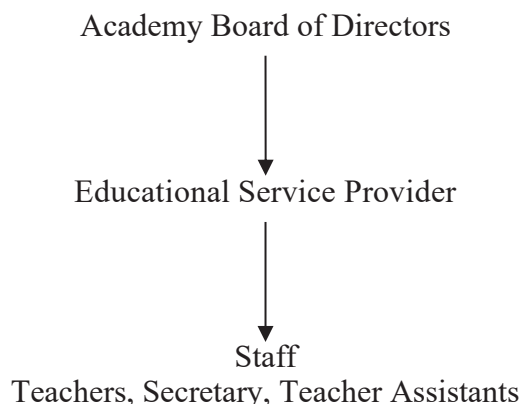 Academy Board of Directors
Educational Service Provider
Staff
Teachers, Secretary, Teacher Assistants